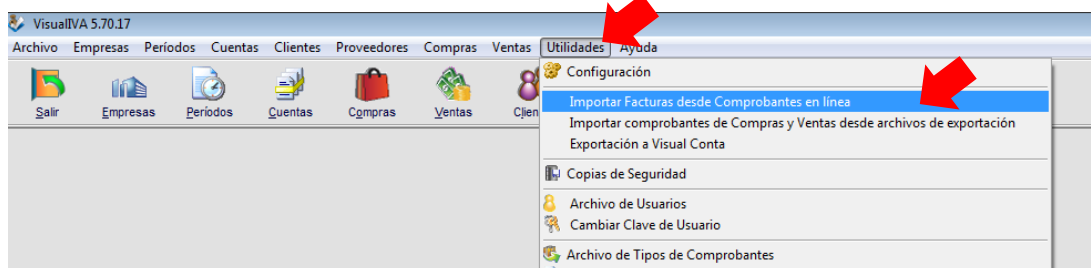 VisualIVA 5.70.17
Archivo Empresas Períodos Cuentas Clientes Proveedores Compras Ventas Utilidades Ayuda
Salir Empresas Períodos Cuentas Compras Ventas Clien
Configuración
Importar Facturas desde Comprobantes en línea
Importar comprobantes de Compras y Ventas desde archivos de exportación
Exportación a Visual Conta
Copias de Seguridad
Archivo de Usuarios
Cambiar Clave de Usuario
Archivo de Tipos de Comprobantes